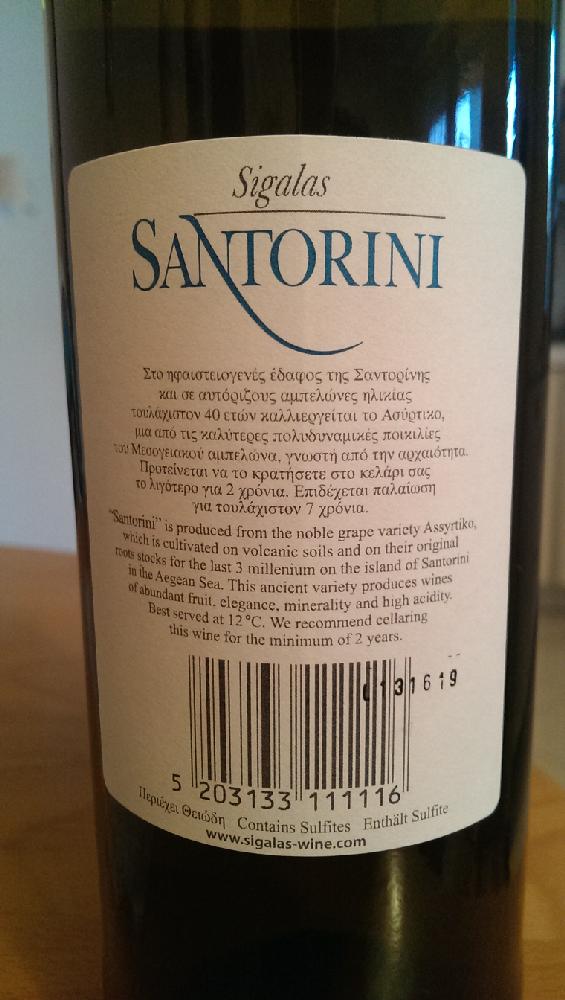 Sigalas
SANTORINI
Στο ηφαιστειογενές έδαφος της Σαντορίνης
και σε αυτόριζους αμπελώνες ηλικίας
τουλάχιστον 40 ετών καλλιεργείται το Ασύρτικο,
μια από τις καλύτερες πολυδυναμικές ποικιλίες
του Μεσογειακού αμπελώνα, γνωστή από την αρχαιότητα.
Προτείνεται να το κρατήσετε στο κελάρι σας
το λιγότερο για 2 χρόνια. Επιδέχεται παλαίωση
για τουλάχιστον 7 χρόνια.
"Santorini" is produced from the noble grape variety Assyrtiko,
which is cultivated on volcanic soils and on their original
roots stocks for the last 3 millenium on the island of Santorini
in the Aegean Sea. This ancient variety produces wines
of abundant fruit, elegance, minerality and high acidity.
Best served at 12 °C. We recommend cellaring
this wine for the minimum of 2 years.
0131619
5 203133 111116
Περιέχει Θειώδη Contains Sulfites Enthält Sulfite
www.sigalas-wine.com